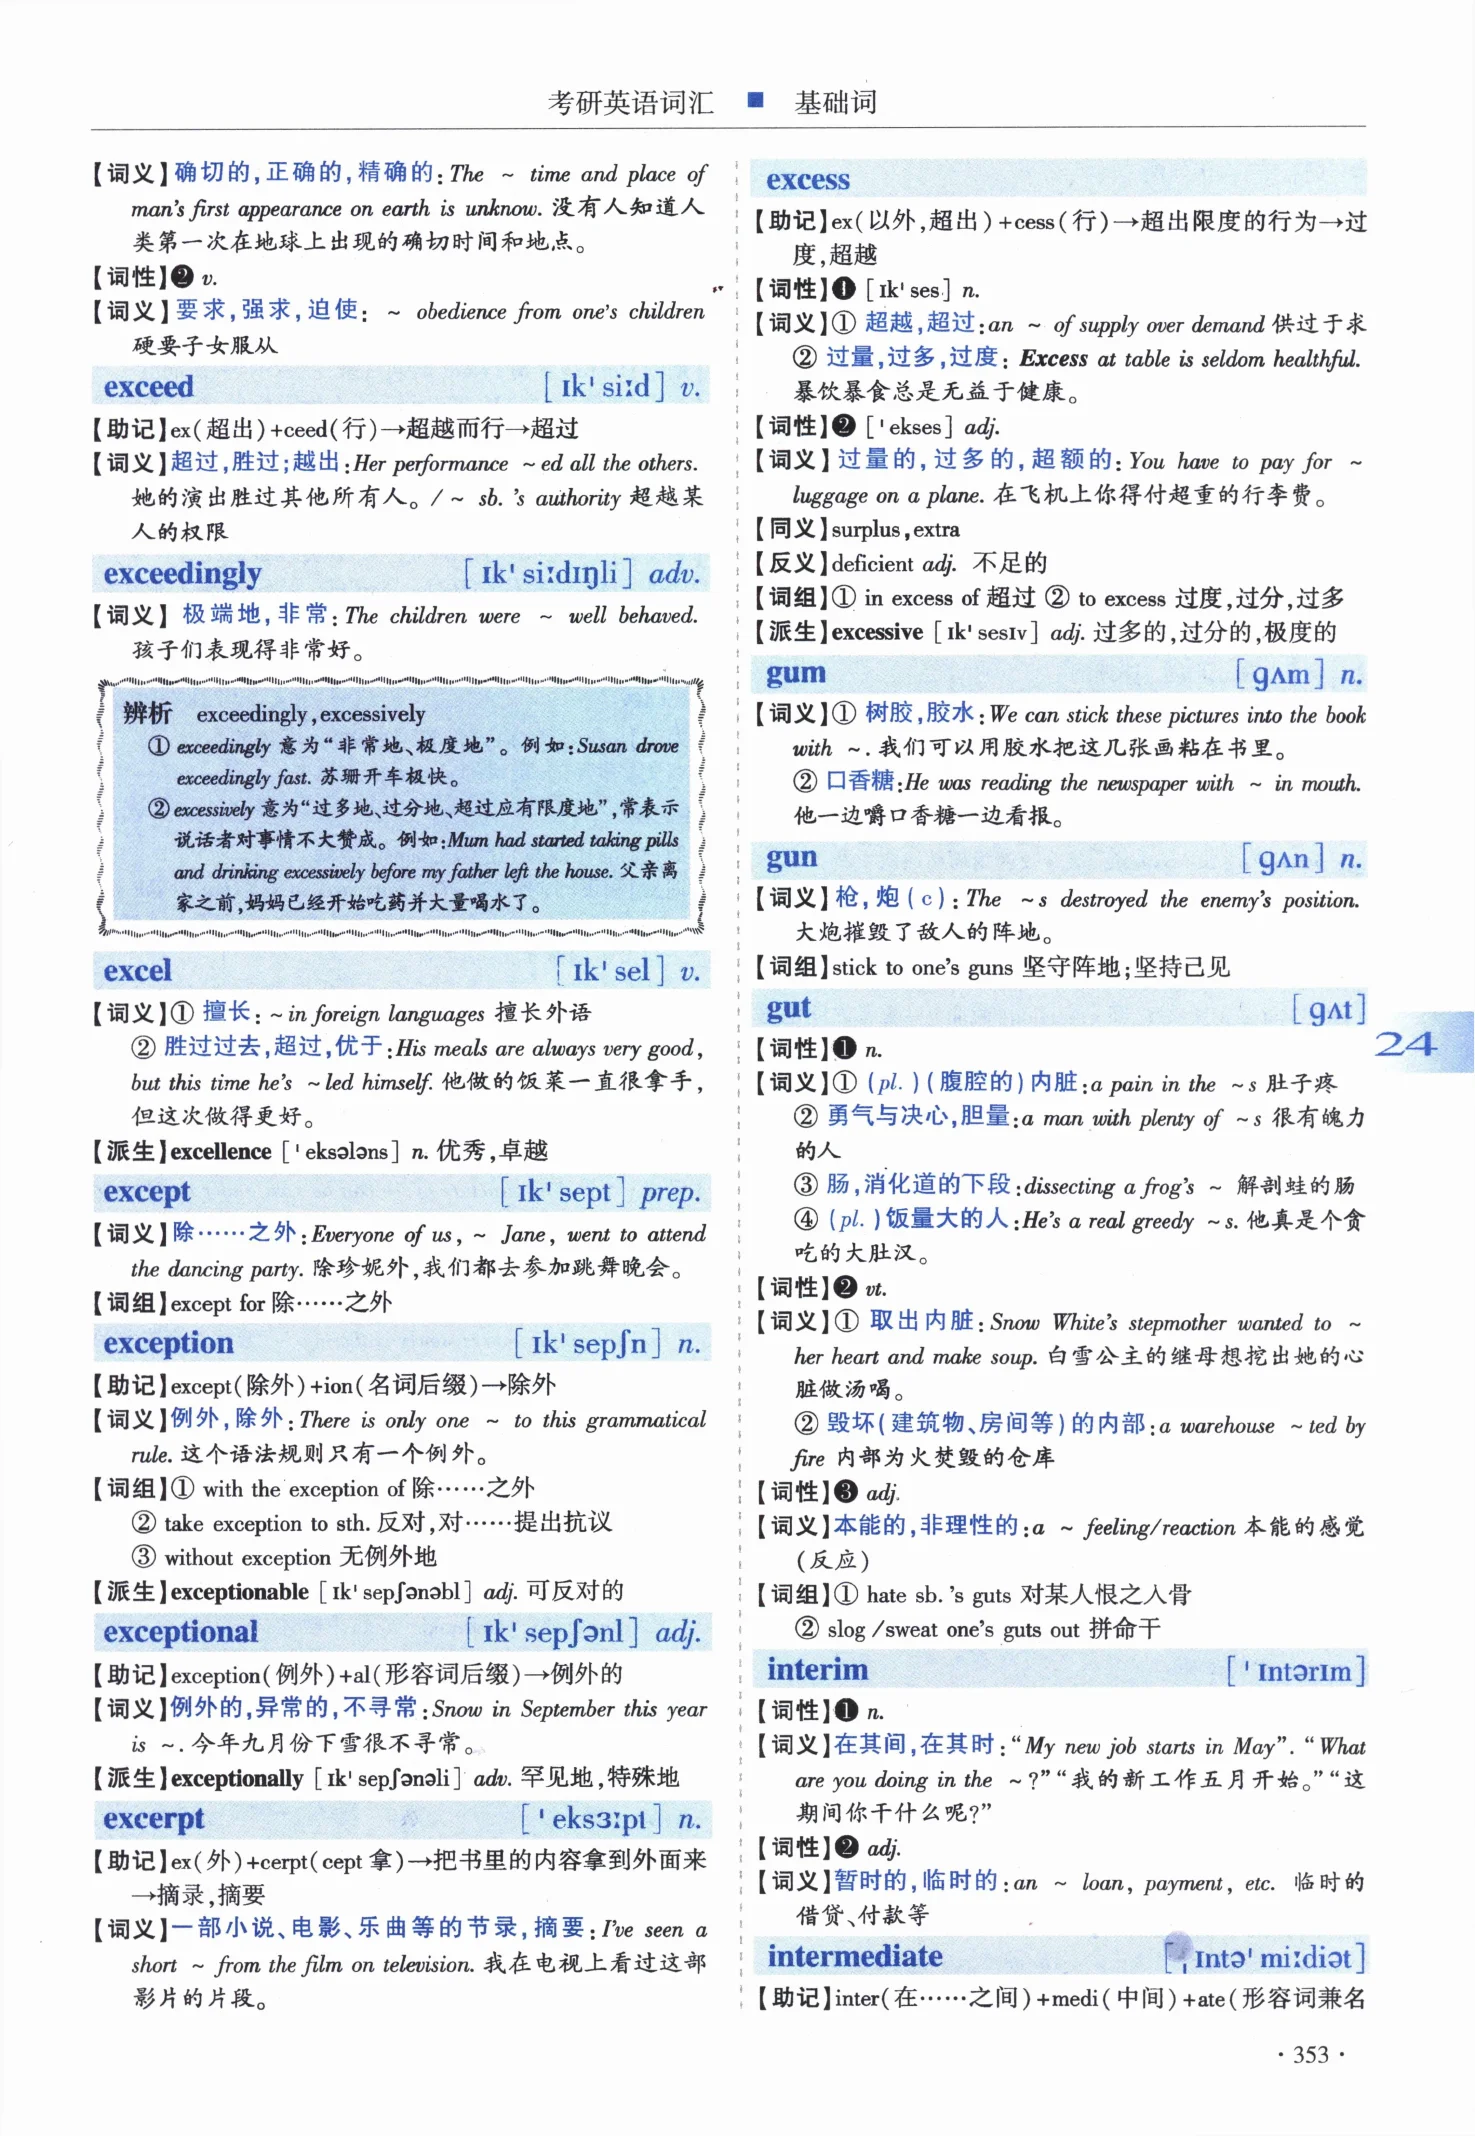 考研英语词汇 ■ 基础词
【词义】确切的,正确的,精确的:The ~ time and place of
man's first appearance on earth is unknow. 没有人知道人
类第一次在地球上出现的确切时间和地点。
【词性】❷ v.
【词义】要求,强求,迫使: ~ obedience from one's children
硬要子女服从
exceed [ɪkˈsiːd] v.
【助记】ex(超出)+ceed(行)→超越而行→超过
【词义】超过,胜过;越出:Her performance ~ed all the others.
她的演出胜过其他所有人。/ ~ sb. 's authority 超越某
人的权限
exceedingly [ɪkˈsiːdɪŋli] adv.
【词义】极端地,非常:The children were ~ well behaved.
孩子们表现得非常好。
辨析 exceedingly,excessively
① exceedingly 意为“非常地、极度地”。例如:Susan drove
exceedingly fast. 苏珊开车极快。
② excessively 意为“过多地、过分地、超过应有限度地”,常表示
说话者对事情不大赞成。例如:Mum had started taking pills
and drinking excessively before my father left the house. 父亲离
家之前,妈妈已经开始吃药并大量喝水了。
excel [ɪkˈsel] v.
【词义】① 擅长: ~ in foreign languages 擅长外语
② 胜过过去,超过,优于:His meals are always very good,
but this time he's ~led himself. 他做的饭菜一直很拿手,
但这次做得更好。
【派生】excellence [ˈeksələns] n. 优秀,卓越
except [ɪkˈsept] prep.
【词义】除……之外:Everyone of us, ~ Jane, went to attend
the dancing party. 除珍妮外,我们都去参加跳舞晚会。
【词组】except for 除……之外
exception [ɪkˈsepʃn] n.
【助记】except(除外)+ion(名词后缀)→除外
【词义】例外,除外:There is only one ~ to this grammatical
rule. 这个语法规则只有一个例外。
【词组】① with the exception of 除……之外
② take exception to sth. 反对,对……提出抗议
③ without exception 无例外地
【派生】exceptionable [ɪkˈsepʃənəbl] adj. 可反对的
exceptional [ɪkˈsepʃənl] adj.
【助记】exception(例外)+al(形容词后缀)→例外的
【词义】例外的,异常的,不寻常:Snow in September this year
is ~. 今年九月份下雪很不寻常。
【派生】exceptionally [ɪkˈsepʃənəli] adv. 罕见地,特殊地
excerpt [ˈeksɜːpt] n.
【助记】ex(外)+cerpt(cept 拿)→把书里的内容拿到外面来
→摘录,摘要
【词义】一部小说、电影、乐曲等的节录,摘要:I've seen a
short ~ from the film on television. 我在电视上看过这部
影片的片段。
excess
【助记】ex(以外,超出)+cess(行)→超出限度的行为→过
度,超越
【词性】❶ [ɪkˈses] n.
【词义】① 超越,超过:an ~ of supply over demand 供过于求
② 过量,过多,过度: Excess at table is seldom healthful.
暴饮暴食总是无益于健康。
【词性】❷ [ˈekses] adj.
【词义】过量的,过多的,超额的:You have to pay for ~
luggage on a plane. 在飞机上你得付超重的行李费。
【同义】surplus,extra
【反义】deficient adj. 不足的
【词组】① in excess of 超过 ② to excess 过度,过分,过多
【派生】excessive [ɪkˈsesɪv] adj. 过多的,过分的,极度的
gum [ɡʌm] n.
【词义】① 树胶,胶水:We can stick these pictures into the book
with ~. 我们可以用胶水把这几张画粘在书里。
② 口香糖:He was reading the newspaper with ~ in mouth.
他一边嚼口香糖一边看报。
gun [ɡʌn] n.
【词义】枪,炮(c):The ~s destroyed the enemy's position.
大炮摧毁了敌人的阵地。
【词组】stick to one's guns 坚守阵地;坚持己见
gut [ɡʌt]
【词性】❶ n.
【词义】① (pl. )(腹腔的)内脏:a pain in the ~s 肚子疼
② 勇气与决心,胆量:a man with plenty of ~s 很有魄力
的人
③ 肠,消化道的下段:dissecting a frog's ~ 解剖蛙的肠
④ (pl. )饭量大的人:He's a real greedy ~s. 他真是个贪
吃的大肚汉。
【词性】❷ vt.
【词义】① 取出内脏:Snow White's stepmother wanted to ~
her heart and make soup. 白雪公主的继母想挖出她的心
脏做汤喝。
② 毁坏(建筑物、房间等)的内部:a warehouse ~ted by
fire 内部为火焚毁的仓库
【词性】❸ adj.
【词义】本能的,非理性的:a ~ feeling/reaction 本能的感觉
(反应)
【词组】① hate sb. 's guts 对某人恨之入骨
② slog /sweat one's guts out 拼命干
interim [ˈɪntərɪm]
【词性】❶ n.
【词义】在其间,在其时:“My new job starts in May”. “What
are you doing in the ~?”“我的新工作五月开始。”“这
期间你干什么呢?”
【词性】❷ adj.
【词义】暂时的,临时的:an ~ loan, payment, etc. 临时的
借贷、付款等
intermediate [ˌɪntəˈmiːdiət]
【助记】inter(在……之间)+medi(中间)+ate(形容词兼名
24
· 353 ·